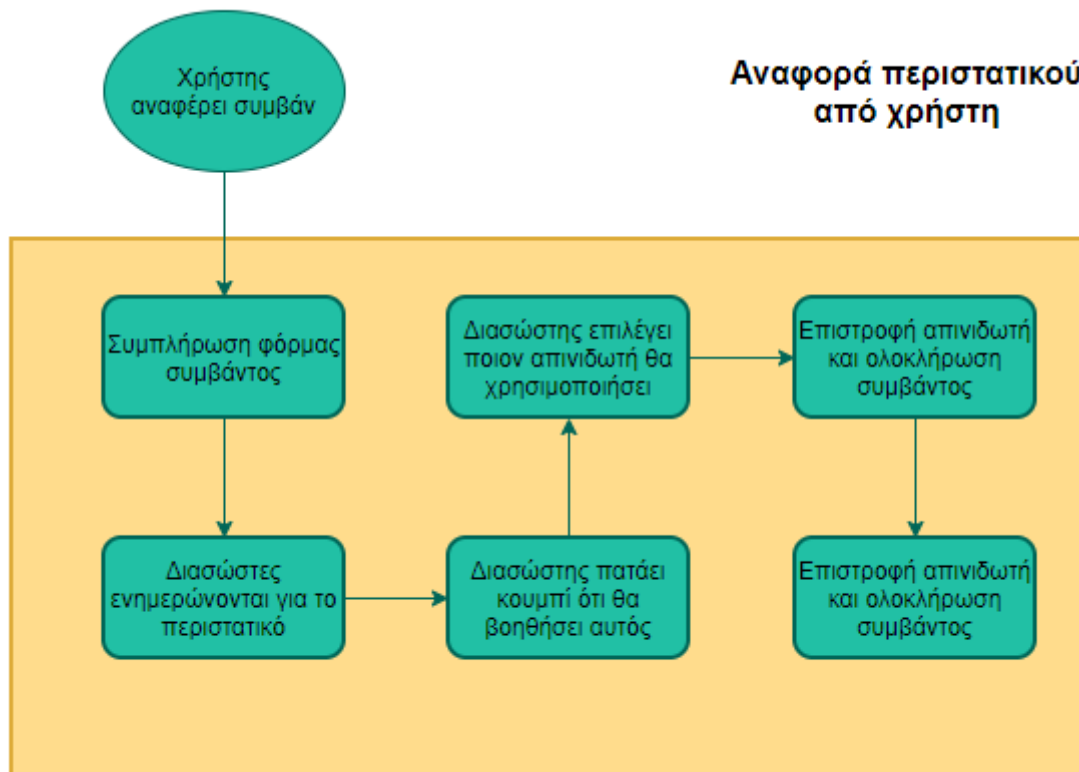 Χρήστης
αναφέρει συμβάν
Αναφορά περιστατικού
από χρήστη
Συμπλήρωση φόρμας
συμβάντος
Διασώστες
ενημερώνονται για το
περιστατικό
Διασώστης πατάει
κουμπί ότι θα
βοηθήσει αυτός
Διασώστης επιλέγει
ποιον απινιδωτή θα
χρησιμοποιήσει
Επιστροφή απινιδωτή
και ολοκλήρωση
συμβάντος
Επιστροφή απινιδωτή
και ολοκλήρωση
συμβάντος